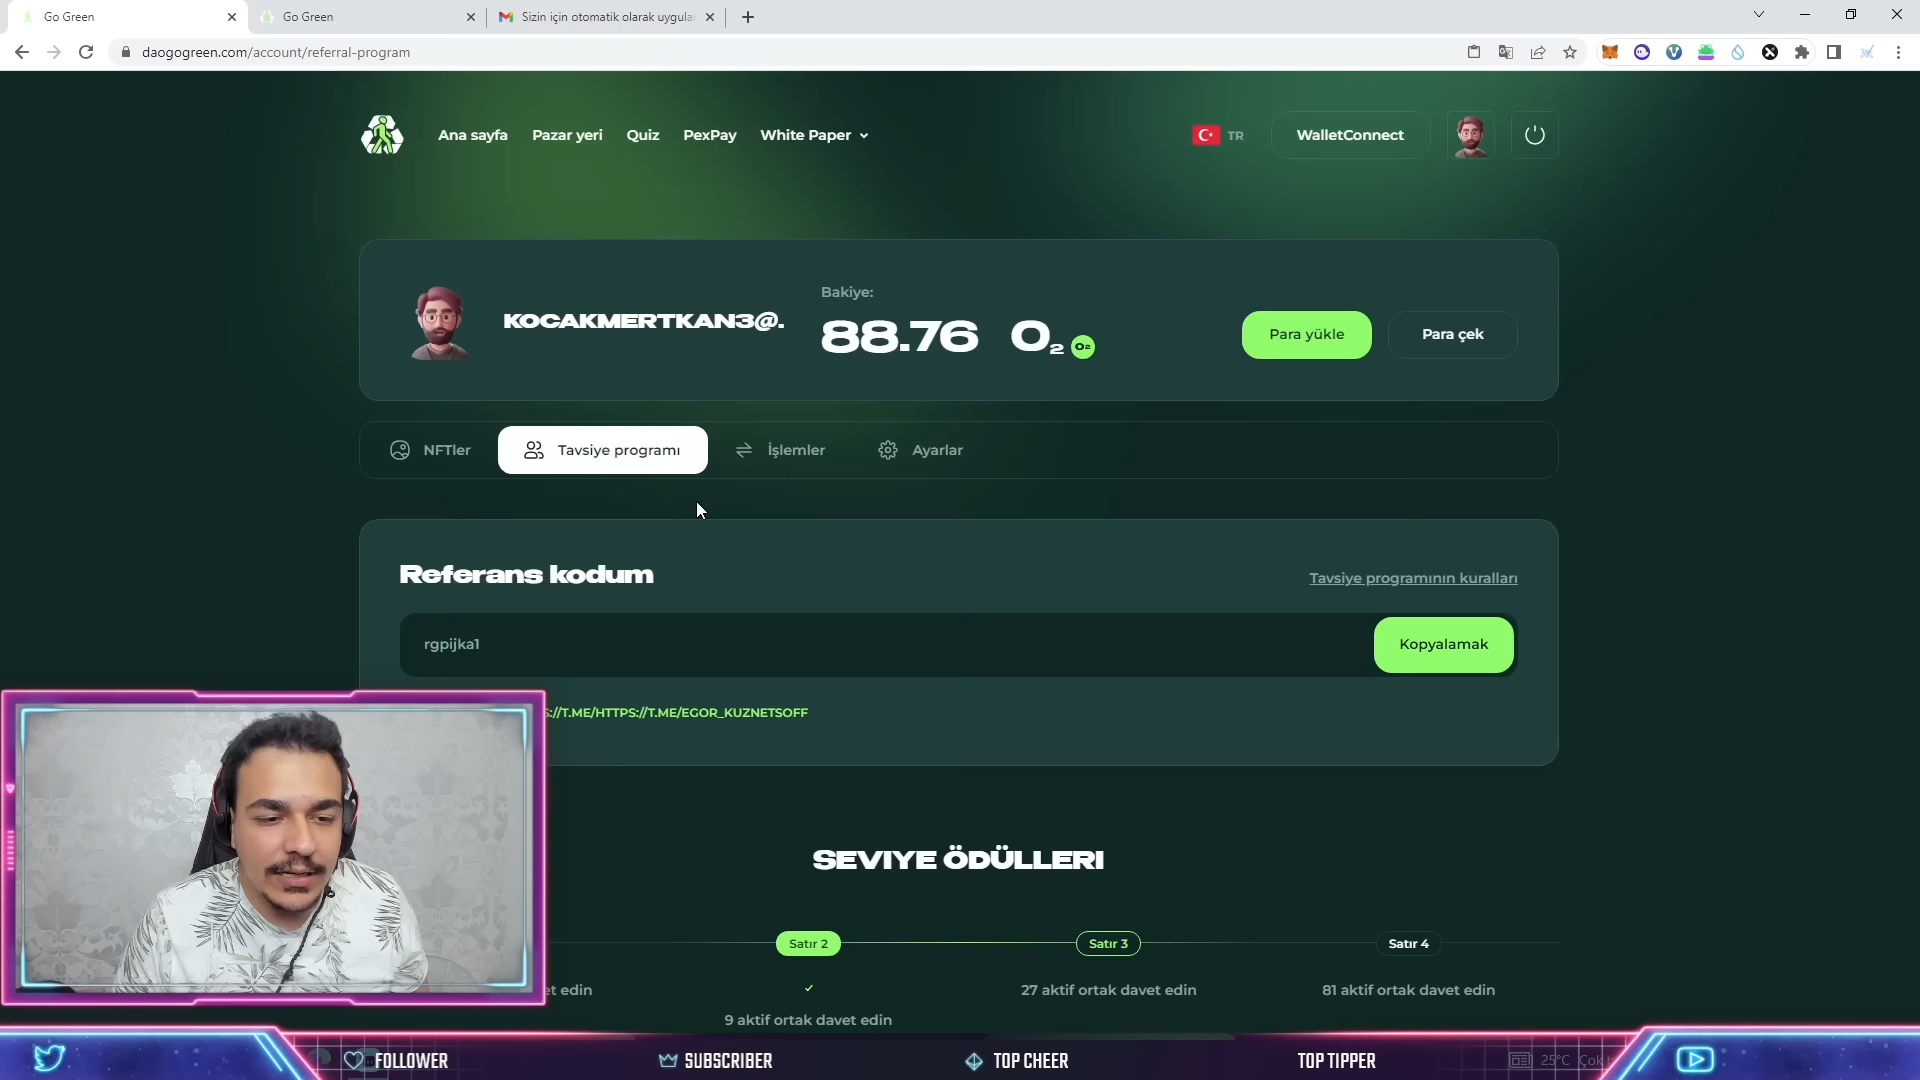 Go Green
Go Green
Sizin için otomatik olarak uygula
daogogreen.com/account/referral-program
Ana sayfa
Pazar yeri
Quiz
PexPay
White Paper
TR
WalletConnect
KOCAKMERTKAN3@.
Bakiye:
88.76 O2 O2
Para yükle
Para çek
NFTler
Tavsiye programı
İşlemler
Ayarlar
Referans kodum
Tavsiye programının kuralları
rgpijka1
Kopyalamak
://T.ME/HTTPS://T.ME/EGOR_KUZNETSOFF
SEVIYE ÖDÜLLERI
Satır 2
Satır 3
Satır 4
et edin
27 aktif ortak davet edin
81 aktif ortak davet edin
9 aktif ortak davet edin
FOLLOWER
SUBSCRIBER
TOP CHEER
TOP TIPPER
25°C